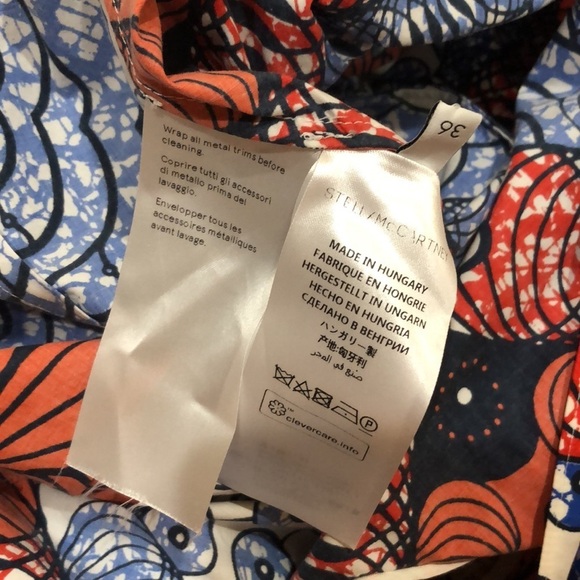 Wrap all metal trims before
cleaning.
Coprire tutti gli accessori
di metallo prima del
lavaggio.
Envelopper tous les
accessoires métalliques
avant lavage.
36
STELLA McCARTNEY
MADE IN HUNGARY
FABRIQUE EN HONGRIE
HERGESTELLT IN UNGARN
HECHO EN HUNGRIA
СДЕЛАНО В ВЕНГРИИ
ハンガリー製
产地:匈牙利
صنع في المجر
P
clevercare.info